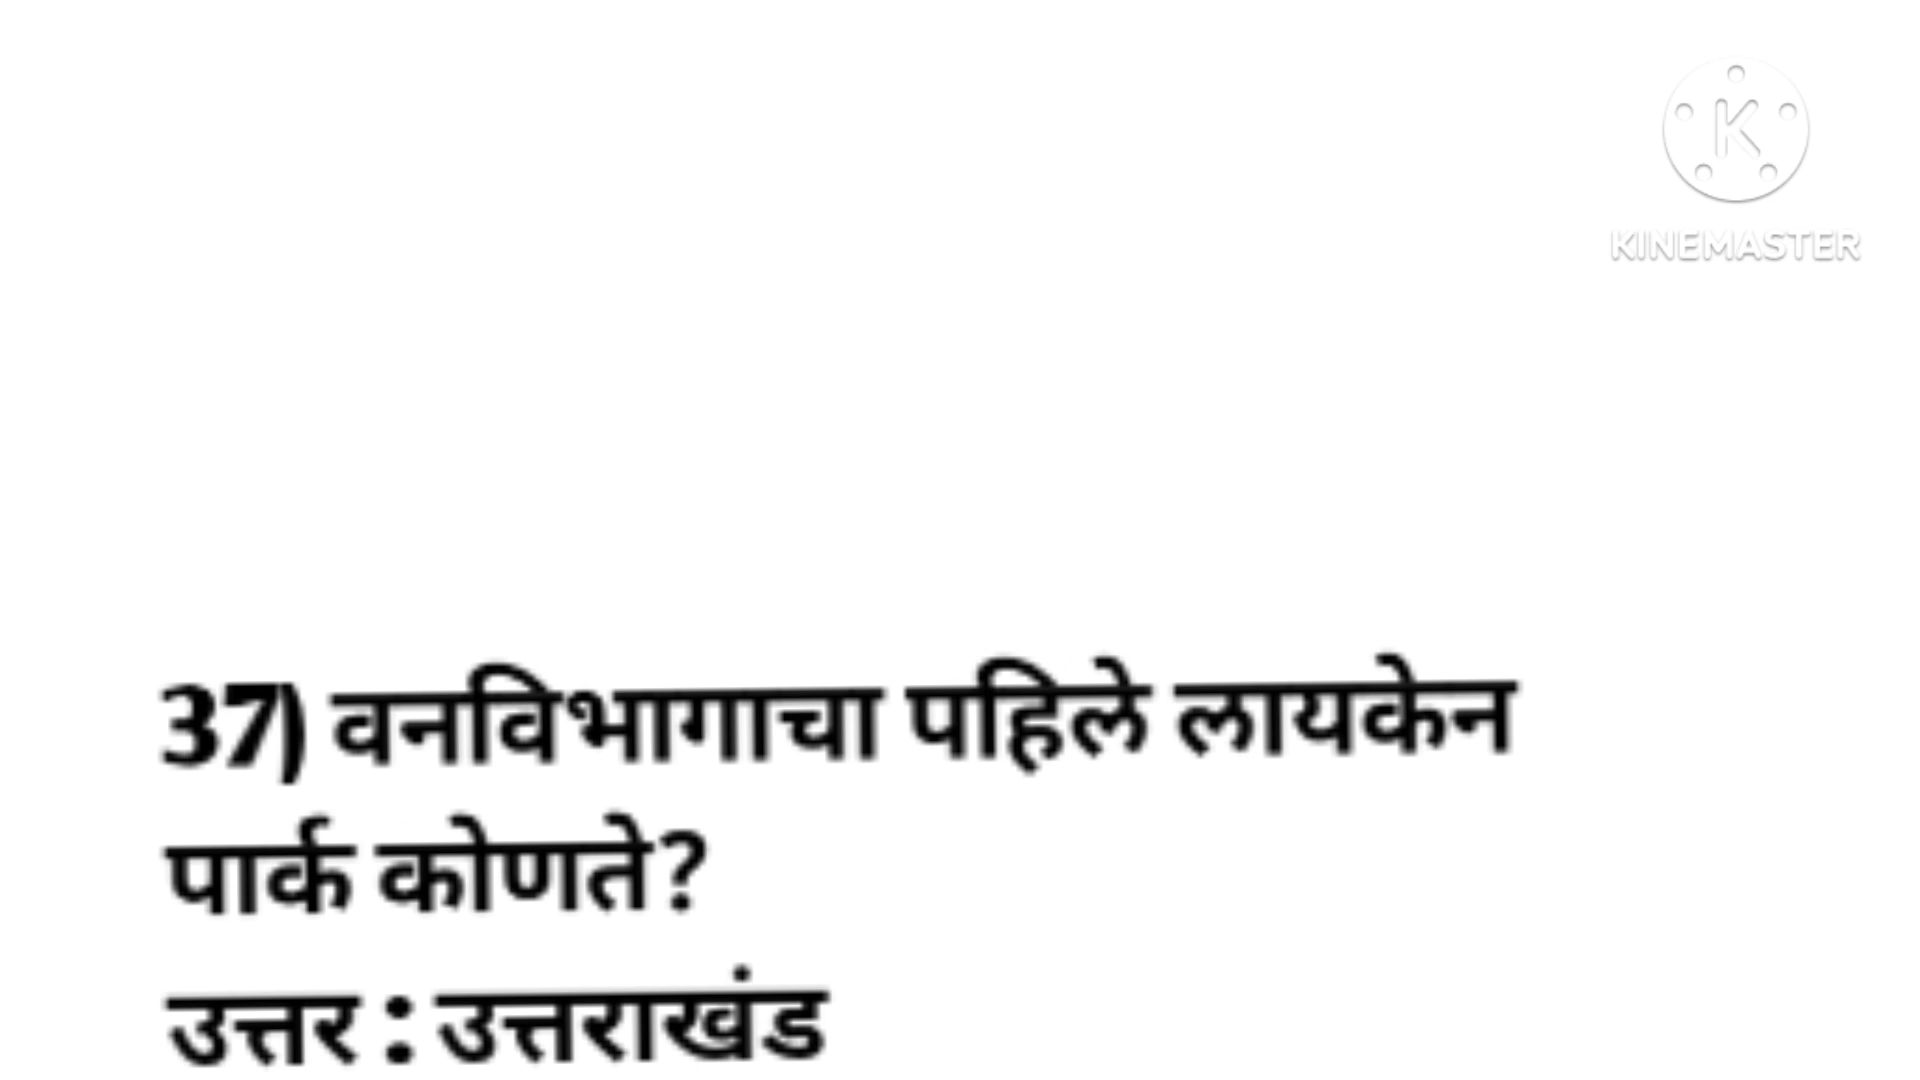 KINEMASTER
37) वनविभागाचा पहिले लायकेन
पार्क कोणते?
उत्तर : उत्तराखंड